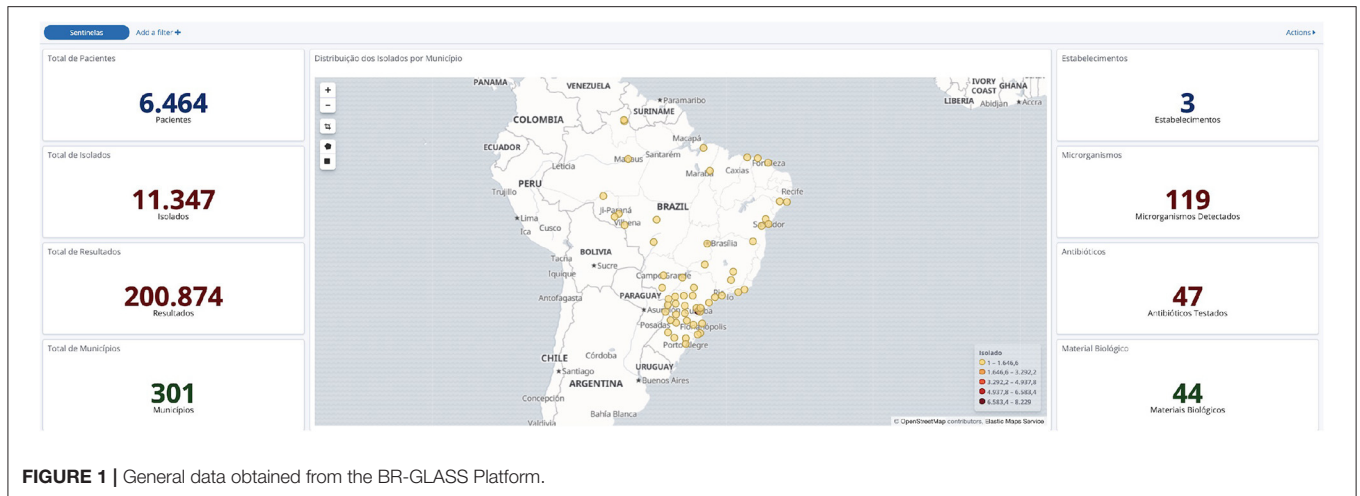 Sentinelas
Add a filter +
Actions
Total de Pacientes
6.464
Pacientes
Total de Isolados
11.347
Isolados
Total de Resultados
200.874
Resultados
Total de Municípios
301
Municípios
Distribuição dos Isolados por Município
+
−
PANAMA
VENEZUELA
Paramaribo
SURINAME
COLOMBIA
IVORY
COAST
GHANA
LIBERIA
Abidjan
Accra
ECUADOR
Macapá
Leticia
Manaus
Santarém
Fortaleza
Marabá
Caxias
PERU
Trujillo
Recife
BRAZIL
Ji-Paraná
Lima
Vilhena
Salvador
Ica
Cusco
BOLIVIA
Brasília
Tacna
Sucre
Iquique
Campo Grande
Antofagasta
PARAGUAY
Asunción
Posadas
Florianópolis
Porto Alegre
CHILE
Córdoba
Santiago
URUGUAY
ARGENTINA
Buenos Aires
Concepción
Bahía Blanca
Valdivia
Isolado
1 – 1.646,6
1.646,6 – 3.292,2
3.292,2 – 4.937,8
4.937,8 – 6.583,4
6.583,4 – 8.229
© OpenStreetMap contributors, Elastic Maps Service
Estabelecimentos
3
Estabelecimentos
Microrganismos
119
Microrganismos Detectados
Antibióticos
47
Antibióticos Testados
Material Biológico
44
Materiais Biológicos
FIGURE 1 | General data obtained from the BR-GLASS Platform.